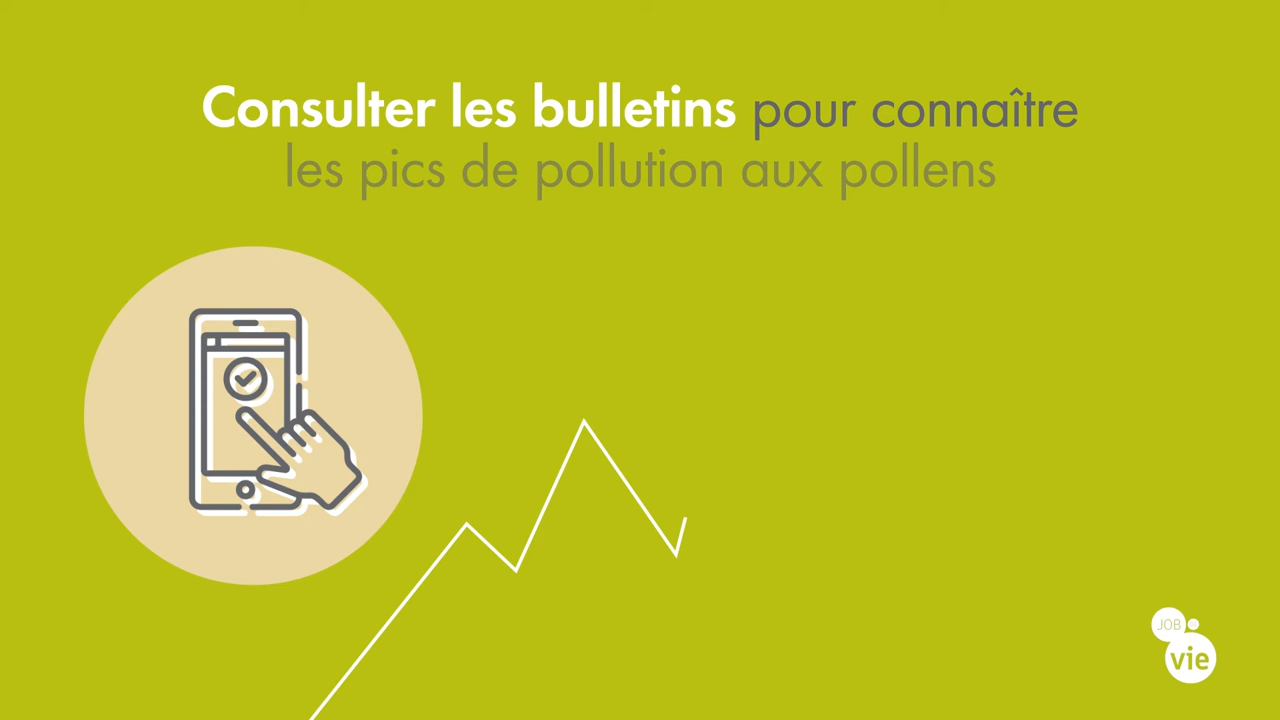 Consulter les bulletins pour connaître
les pics de pollution aux pollens
JOB
vie